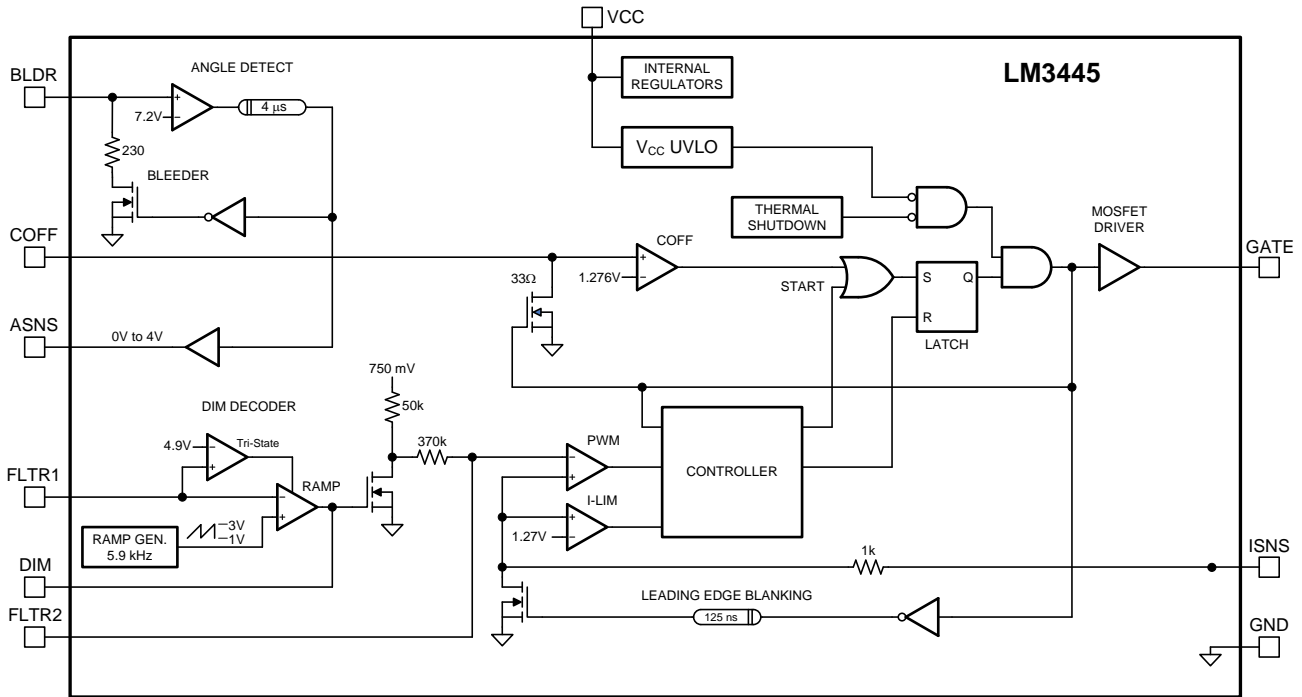 VCC
LM3445
BLDR
ANGLE DETECT
INTERNAL
REGULATORS
7.2V
4 µs
230
BLEEDER
VCC UVLO
THERMAL
SHUTDOWN
MOSFET
DRIVER
COFF
COFF
1.276V
33Ω
START
S
Q
R
LATCH
GATE
ASNS
0V to 4V
750 mV
50k
DIM DECODER
4.9V
Tri-State
370k
PWM
CONTROLLER
FLTR1
RAMP
I-LIM
1.27V
RAMP GEN.
5.9 kHz
3V
1V
1k
ISNS
DIM
LEADING EDGE BLANKING
125 ns
FLTR2
GND
+
−
+
−
−
+
−
+
−
+
+
−